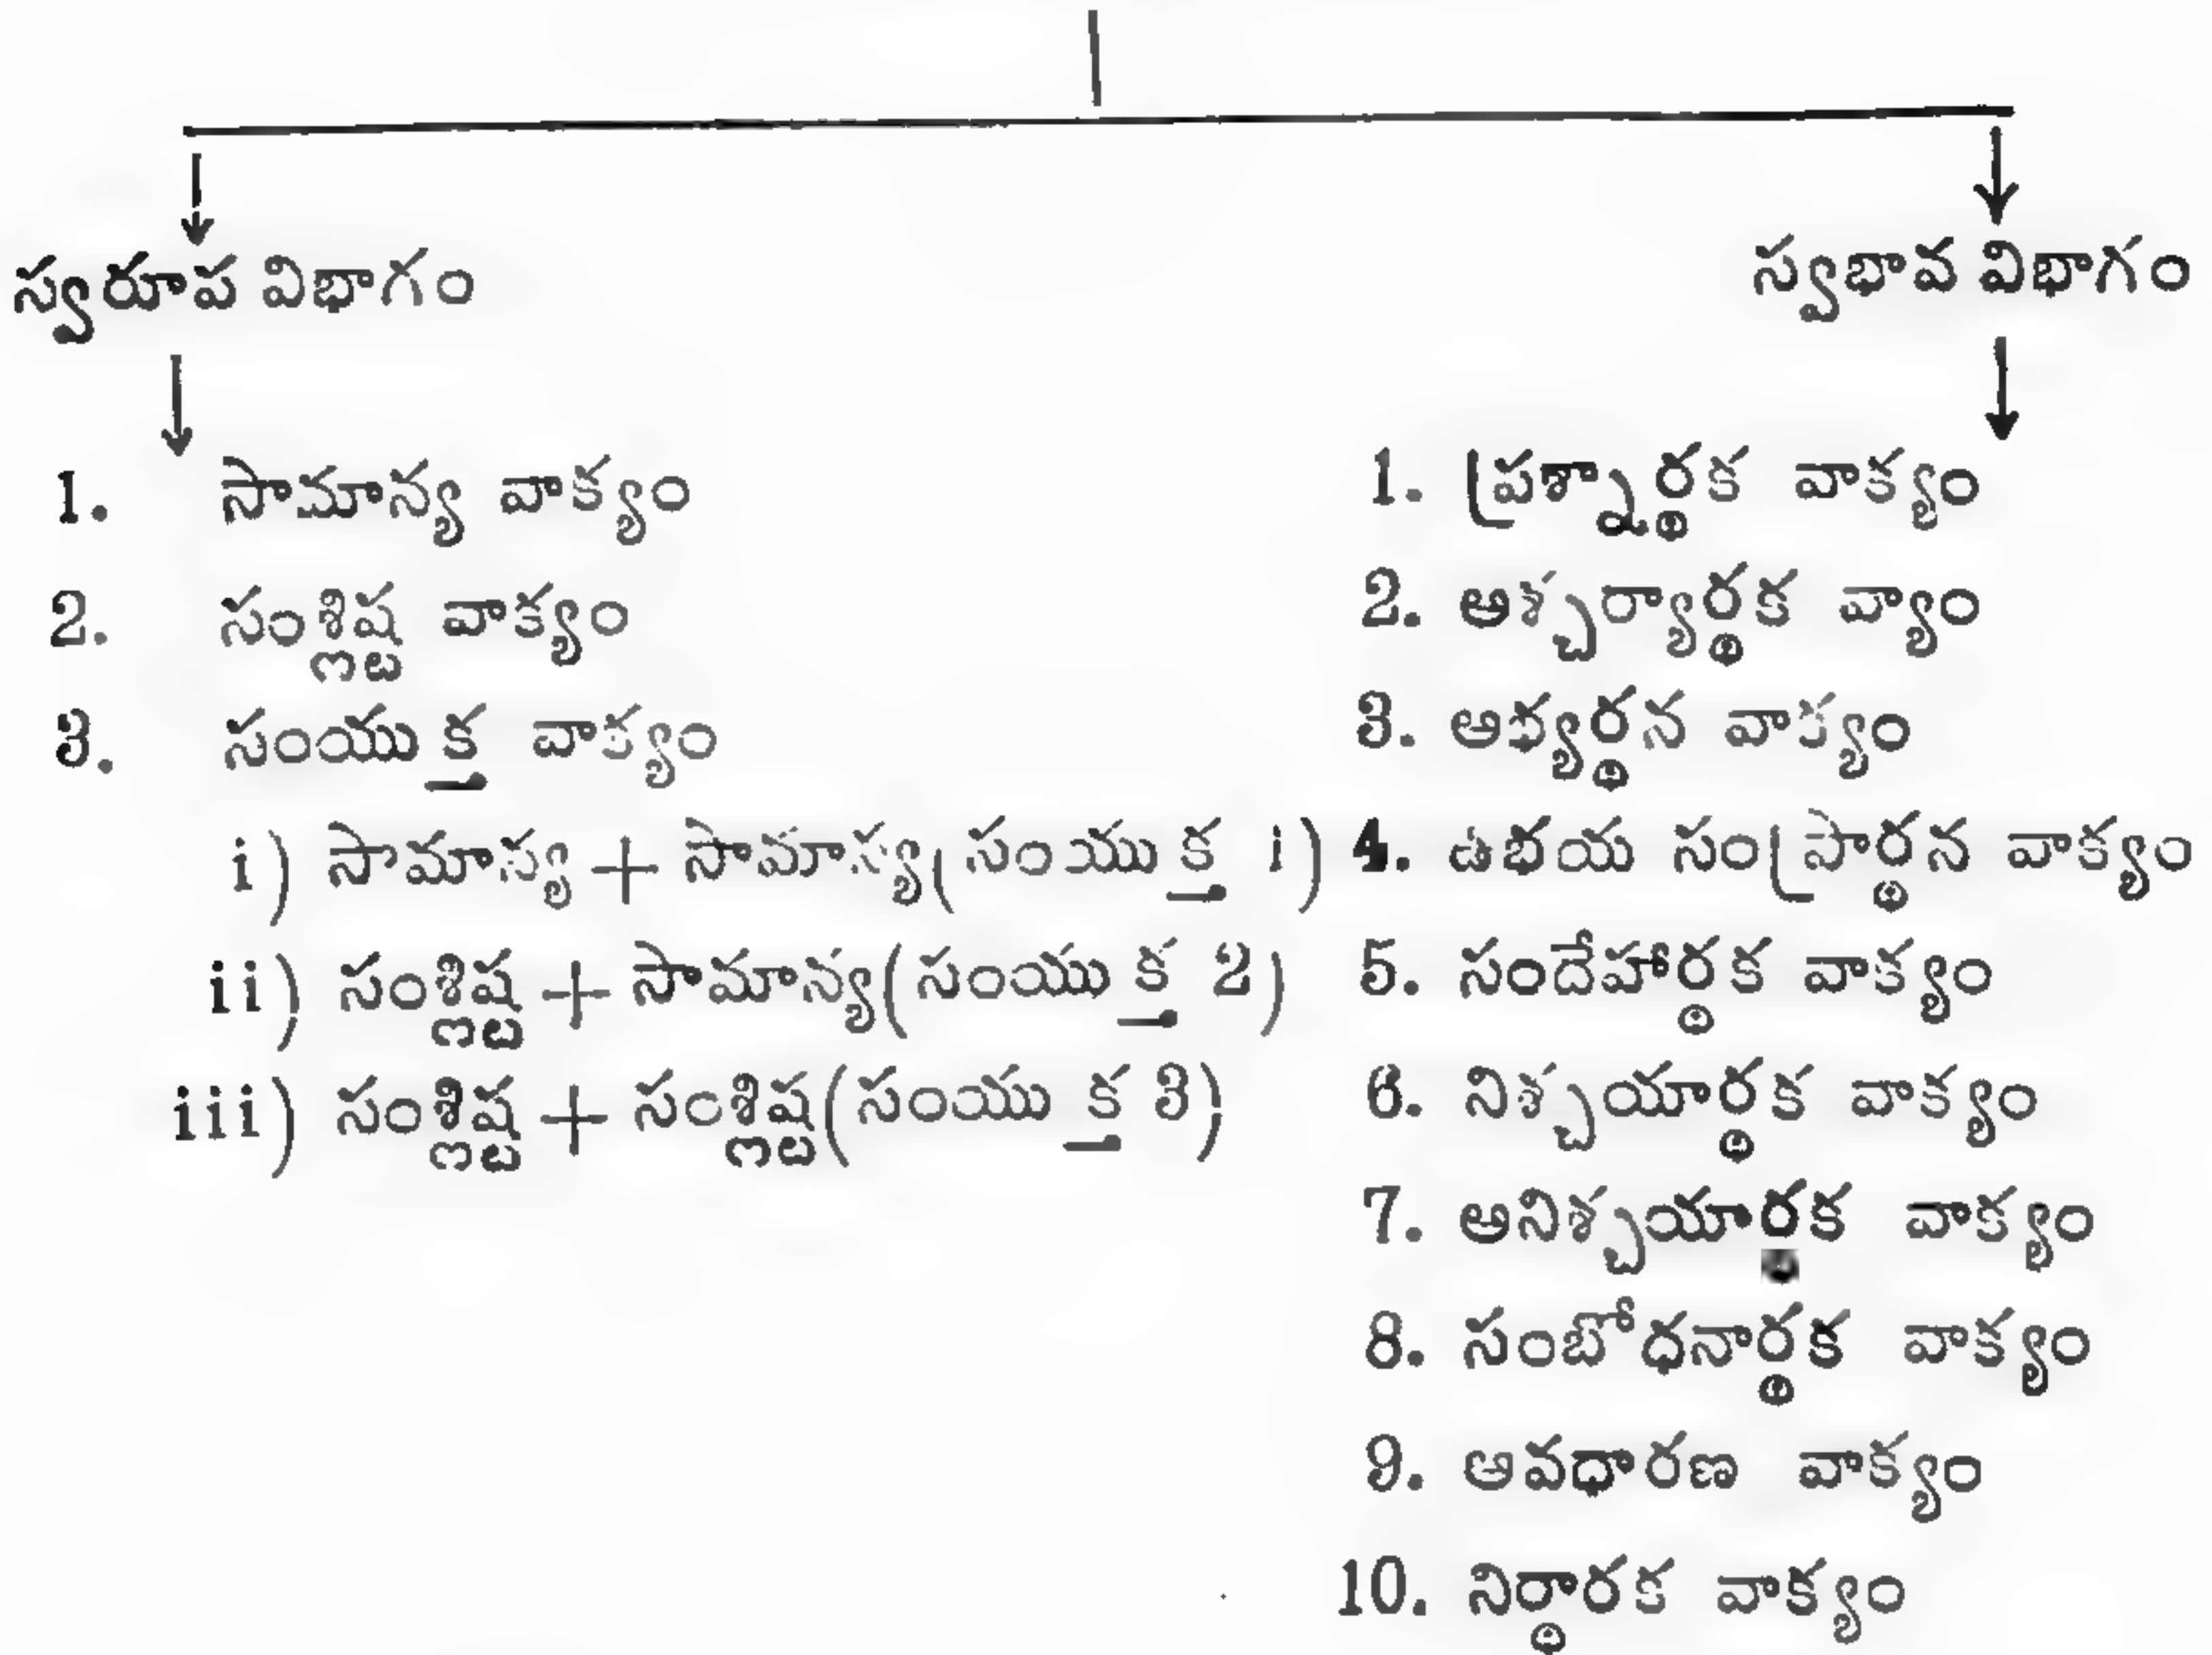 స్వరూప విభాగం
1. సామాన్య వాక్యం
2. సంశ్లిష్ట వాక్యం
3. సంయుక్త వాక్యం
i) సామాన్య + సామాన్య (సంయుక్త 1)
ii) సంశ్లిష్ట + సామాన్య (సంయుక్త 2)
iii) సంశ్లిష్ట + సంశ్లిష్ట (సంయుక్త 3)
స్వభావ విభాగం
1. ప్రశ్నార్థక వాక్యం
2. ఆశ్చర్యార్థక వ్యాం
3. అభ్యర్థన వాక్యం
4. ఉభయ సంప్రార్థన వాక్యం
5. సందేహార్థక వాక్యం
6. నిశ్చయార్థక వాక్యం
7. అనిశ్చయార్థక వాక్యం
8. సంబోధనార్థక వాక్యం
9. అవధారణ వాక్యం
10. నిర్థారక వాక్యం